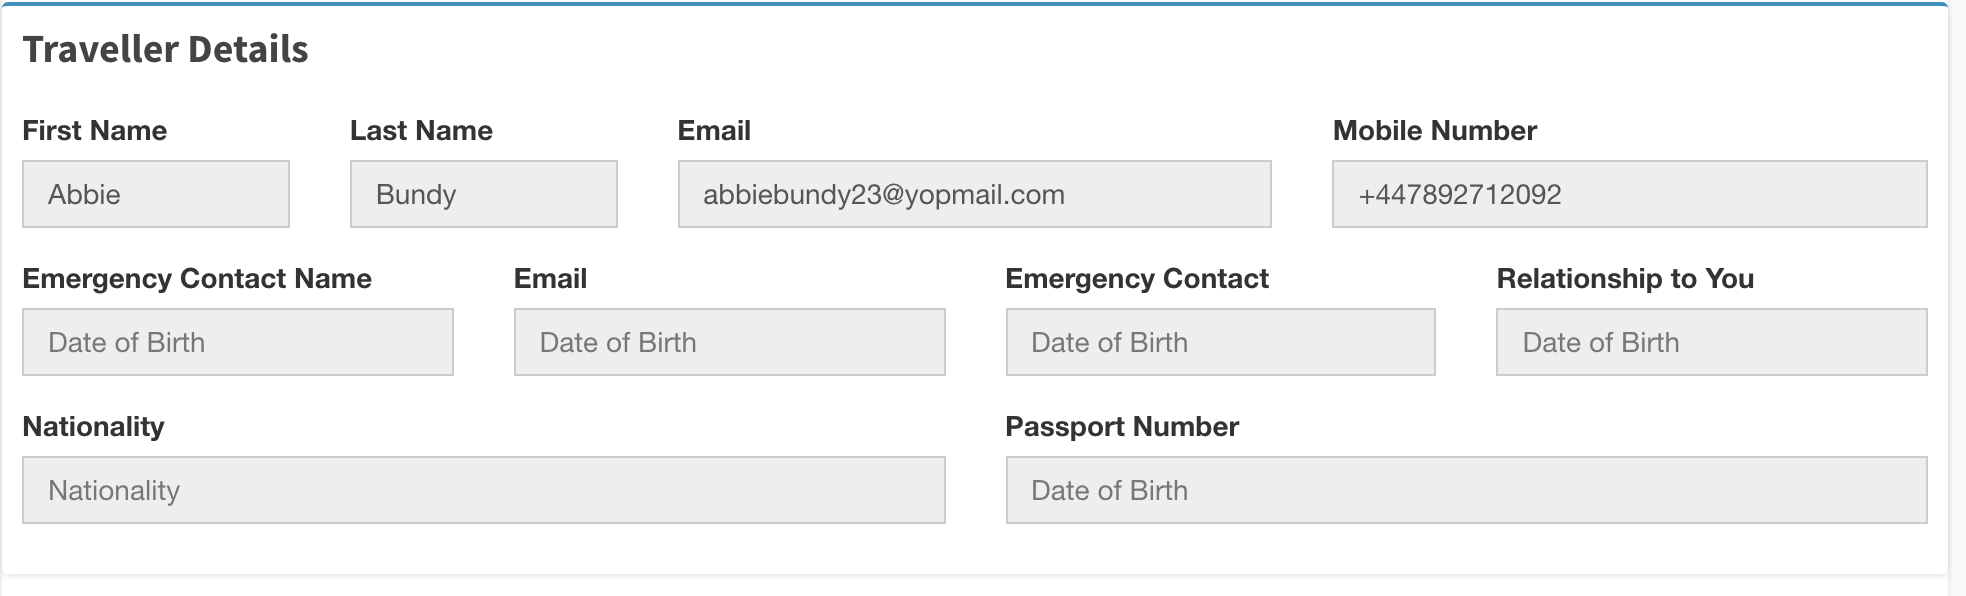 Traveller Details
First Name Last Name Email Mobile Number
Abbie Bundy abbiebundy23@yopmail.com +447892712092
Emergency Contact Name Email Emergency Contact Relationship to You
Date of Birth Date of Birth Date of Birth Date of Birth
Nationality Passport Number
Nationality Date of Birth